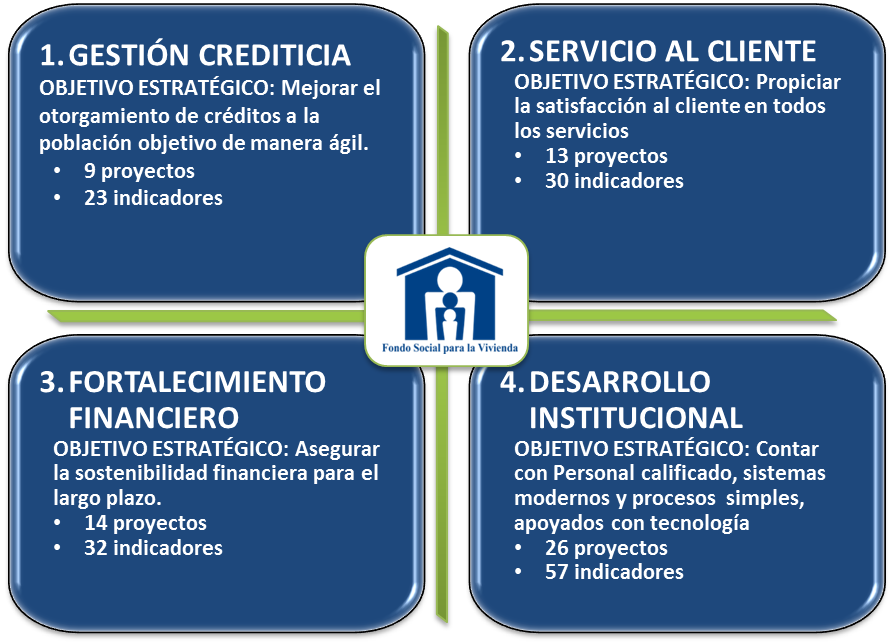 1. GESTIÓN CREDITICIA
OBJETIVO ESTRATÉGICO: Mejorar el
otorgamiento de créditos a la
población objetivo de manera ágil.
• 9 proyectos
• 23 indicadores
2. SERVICIO AL CLIENTE
OBJETIVO ESTRATÉGICO: Propiciar
la satisfacción al cliente en todos
los servicios
• 13 proyectos
• 30 indicadores
Fondo Social para la Vivienda
3. FORTALECIMIENTO
FINANCIERO
OBJETIVO ESTRATÉGICO: Asegurar
la sostenibilidad financiera para el
largo plazo.
• 14 proyectos
• 32 indicadores
4. DESARROLLO
INSTITUCIONAL
OBJETIVO ESTRATÉGICO: Contar
con Personal calificado, sistemas
modernos y procesos simples,
apoyados con tecnología
• 26 proyectos
• 57 indicadores